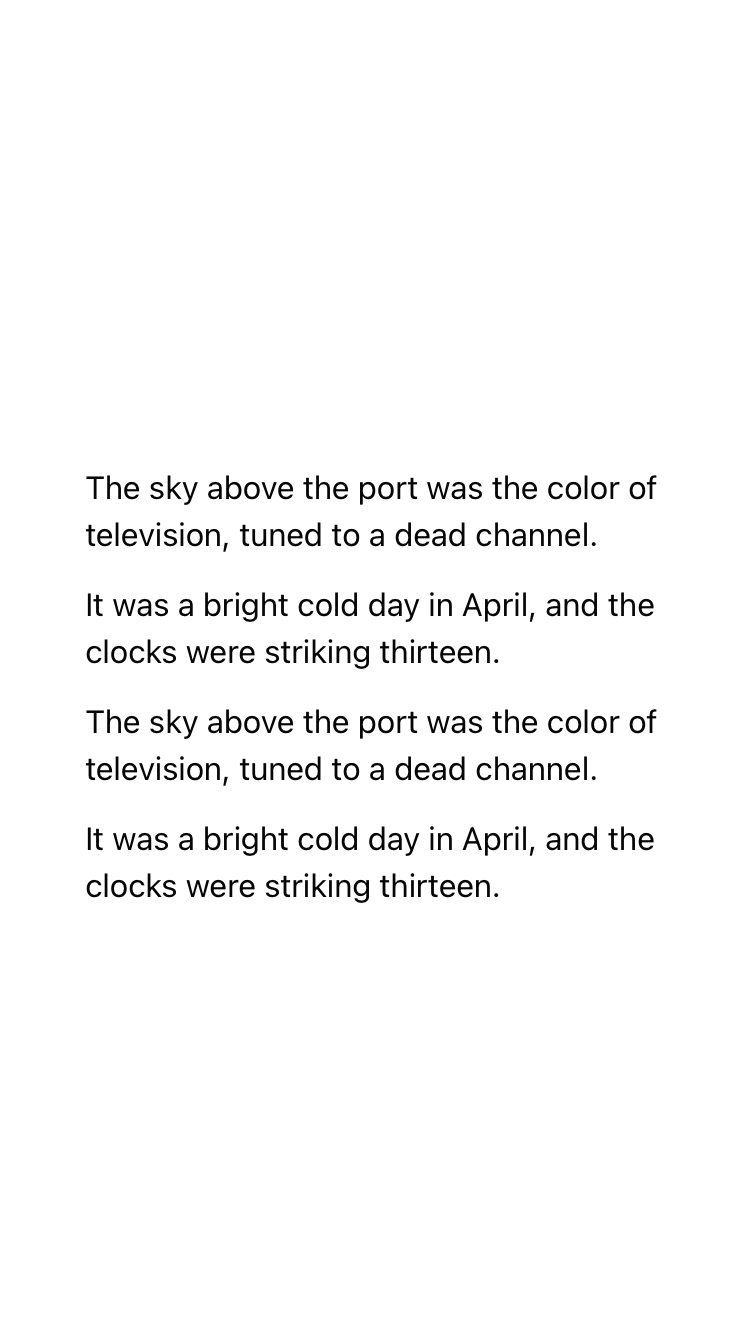 The sky above the port was the color of
television, tuned to a dead channel.
It was a bright cold day in April, and the
clocks were striking thirteen.
The sky above the port was the color of
television, tuned to a dead channel.
It was a bright cold day in April, and the
clocks were striking thirteen.